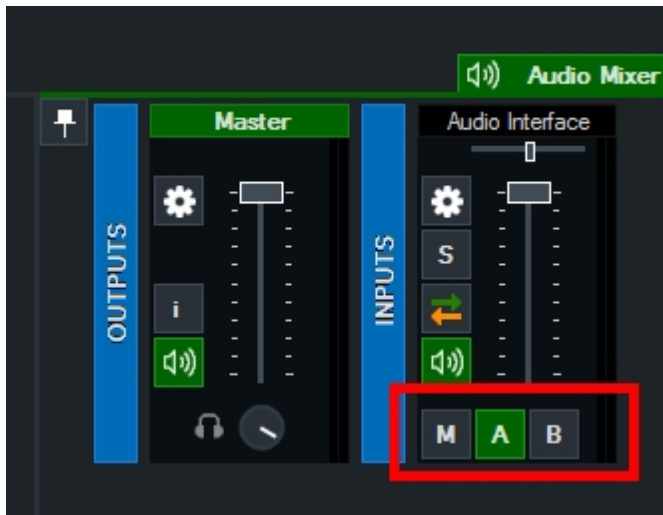 Audio Mixer
Master
Audio Interface
OUTPUTS
INPUTS
S
i
M A B